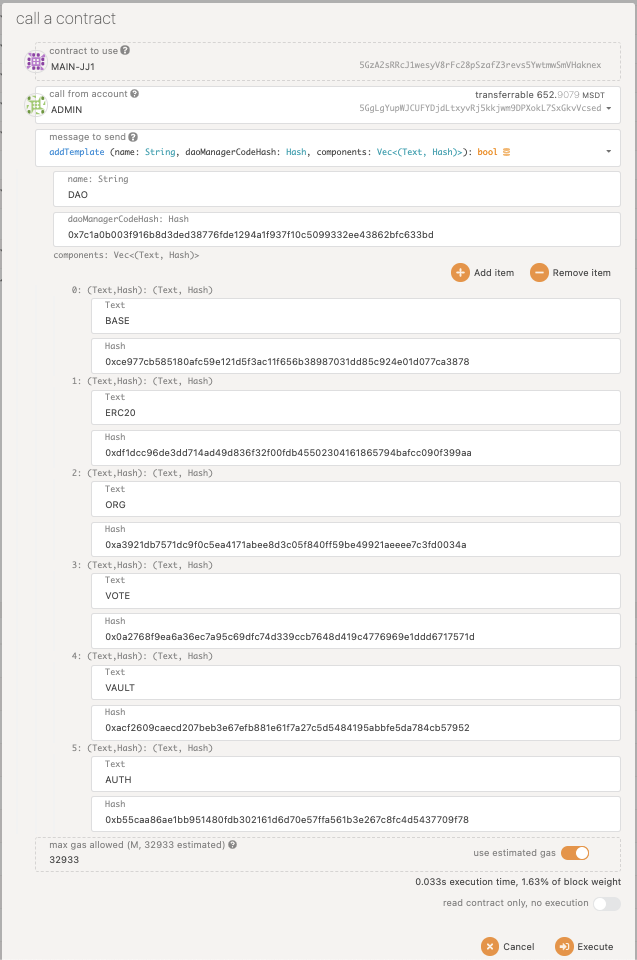 call a contract
contract to use
MAIN-JJ1
5GzA2sRRcJ1wesyV8rFc28pSzafZ3revs5YwtmwSmVHaknex
call from account
transferrable 652.9079 MSDT
ADMIN
5GgLgYupWJCUFYDjdLtxyvRj5kkjwm9DPXokL7SxGkvVcsed
message to send
addTemplate (name: String, daoManagerCodeHash: Hash, components: Vec<(Text, Hash)>): bool
name: String
DAO
daoManagerCodeHash: Hash
0x7c1a0b003f916b8d3ded38776fde1294a1f937f10c5099332ee43862bfc633bd
components: Vec<(Text, Hash)>
Add item Remove item
0: (Text,Hash): (Text, Hash)
Text
BASE
Hash
0xce977cb585180afc59e121d5f3ac11f656b38987031dd85c924e01d077ca3878
1: (Text,Hash): (Text, Hash)
Text
ERC20
Hash
0xdf1dcc96de3dd714ad49d836f32f00fdb45502304161865794bafcc090f399aa
2: (Text,Hash): (Text, Hash)
Text
ORG
Hash
0xa3921db7571dc9f0c5ea4171abee8d3c05f840ff59be49921aeeee7c3fd0034a
3: (Text,Hash): (Text, Hash)
Text
VOTE
Hash
0x0a2768f9ea6a36ec7a95c69dfc74d339ccb7648d419c4776969e1ddd6717571d
4: (Text,Hash): (Text, Hash)
Text
VAULT
Hash
0xacf2609caecd207beb3e67efb881e61f7a27c5d5484195abbfe5da784cb57952
5: (Text,Hash): (Text, Hash)
Text
AUTH
Hash
0xb55caa86ae1bb951480fdb302161d6d70e57ffa561b3e267c8fc4d5437709f78
max gas allowed (M, 32933 estimated)
32933
use estimated gas
0.033s execution time, 1.63% of block weight
read contract only, no execution
Cancel Execute